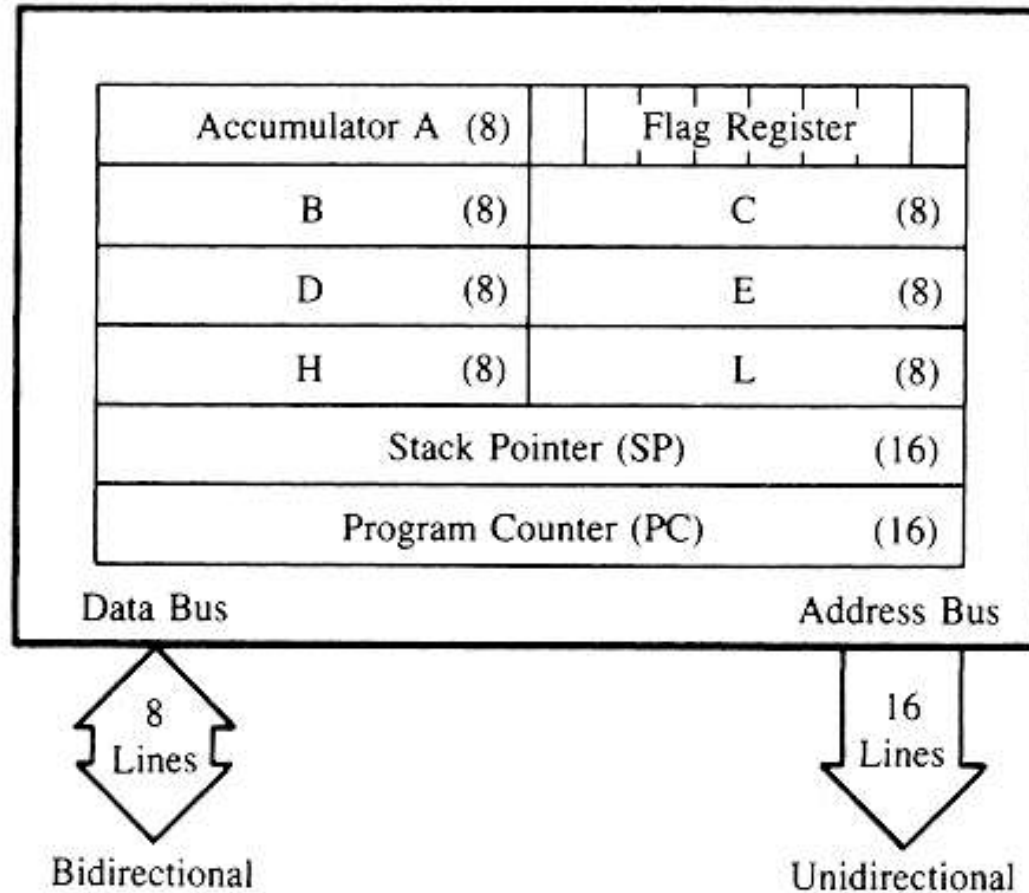 Accumulator A (8) Flag Register
B (8) C (8)
D (8) E (8)
H (8) L (8)
Stack Pointer (SP) (16)
Program Counter (PC) (16)
Data Bus Address Bus
8 16
Lines Lines
Bidirectional Unidirectional